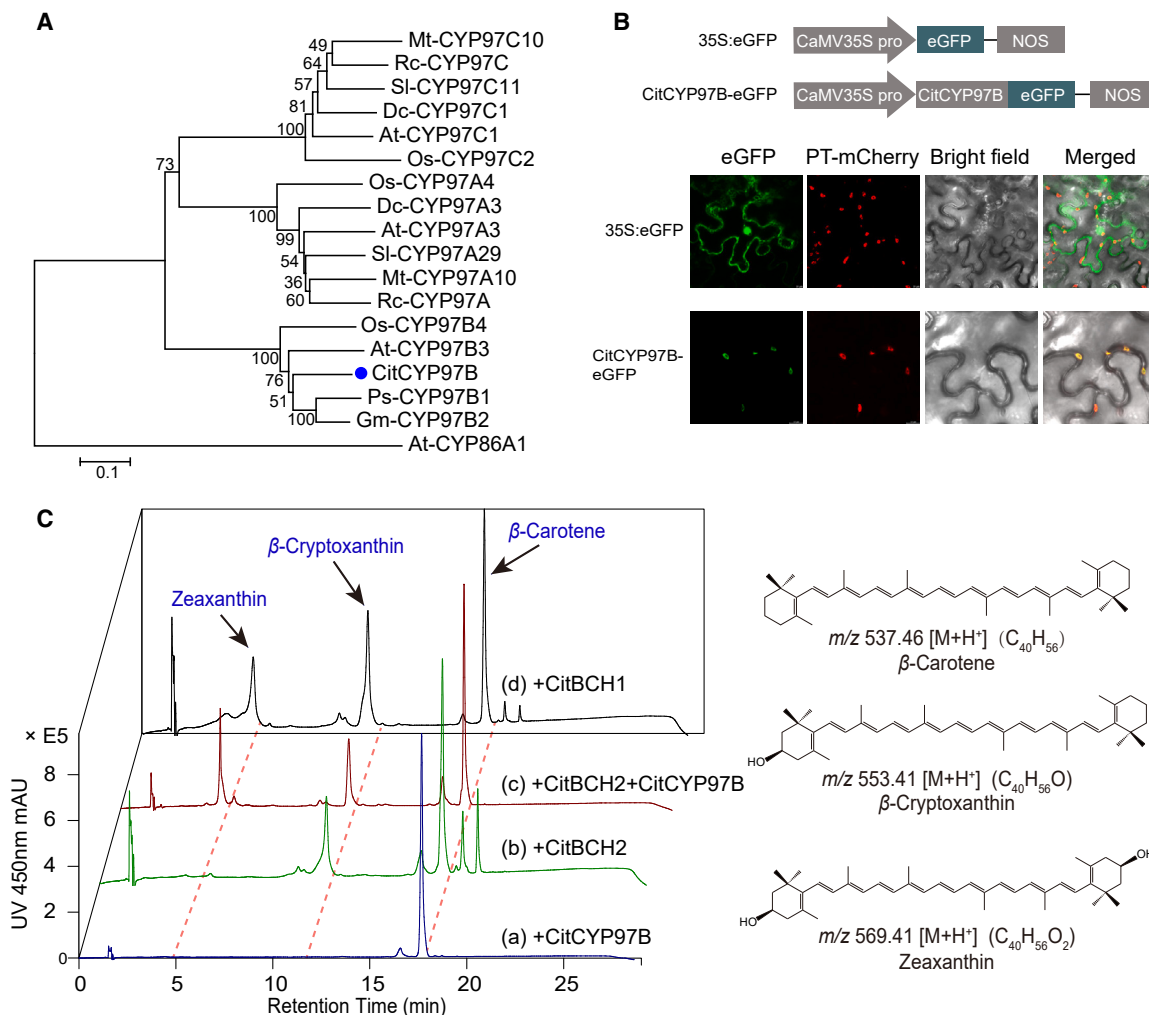 A
49
Mt-CYP97C10
64
Rc-CYP97C
57
Sl-CYP97C11
81
Dc-CYP97C1
100
At-CYP97C1
Os-CYP97C2
73
Os-CYP97A4
100
Dc-CYP97A3
99
At-CYP97A3
54
Sl-CYP97A29
36
Mt-CYP97A10
60
Rc-CYP97A
Os-CYP97B4
100
At-CYP97B3
76
CitCYP97B
51
Ps-CYP97B1
100
Gm-CYP97B2
At-CYP86A1
0.1
B
35S:eGFP
CaMV35S pro eGFP NOS
CitCYP97B-eGFP
CaMV35S pro CitCYP97B eGFP NOS
eGFP PT-mCherry Bright field Merged
35S:eGFP
CitCYP97B-
eGFP
C
β-Carotene
β-Cryptoxanthin
Zeaxanthin
(d) +CitBCH1
× E5
(c) +CitBCH2+CitCYP97B
(b) +CitBCH2
(a) +CitCYP97B
8
6
4
2
0
UV 450nm mAU
0 5 10 15 20 25
Retention Time (min)
m/z 537.46 [M+H⁺] (C₄₀H₅₆)
β-Carotene
HO
m/z 553.41 [M+H⁺] (C₄₀H₅₆O)
β-Cryptoxanthin
OH
HO
m/z 569.41 [M+H⁺] (C₄₀H₅₆O₂)
Zeaxanthin